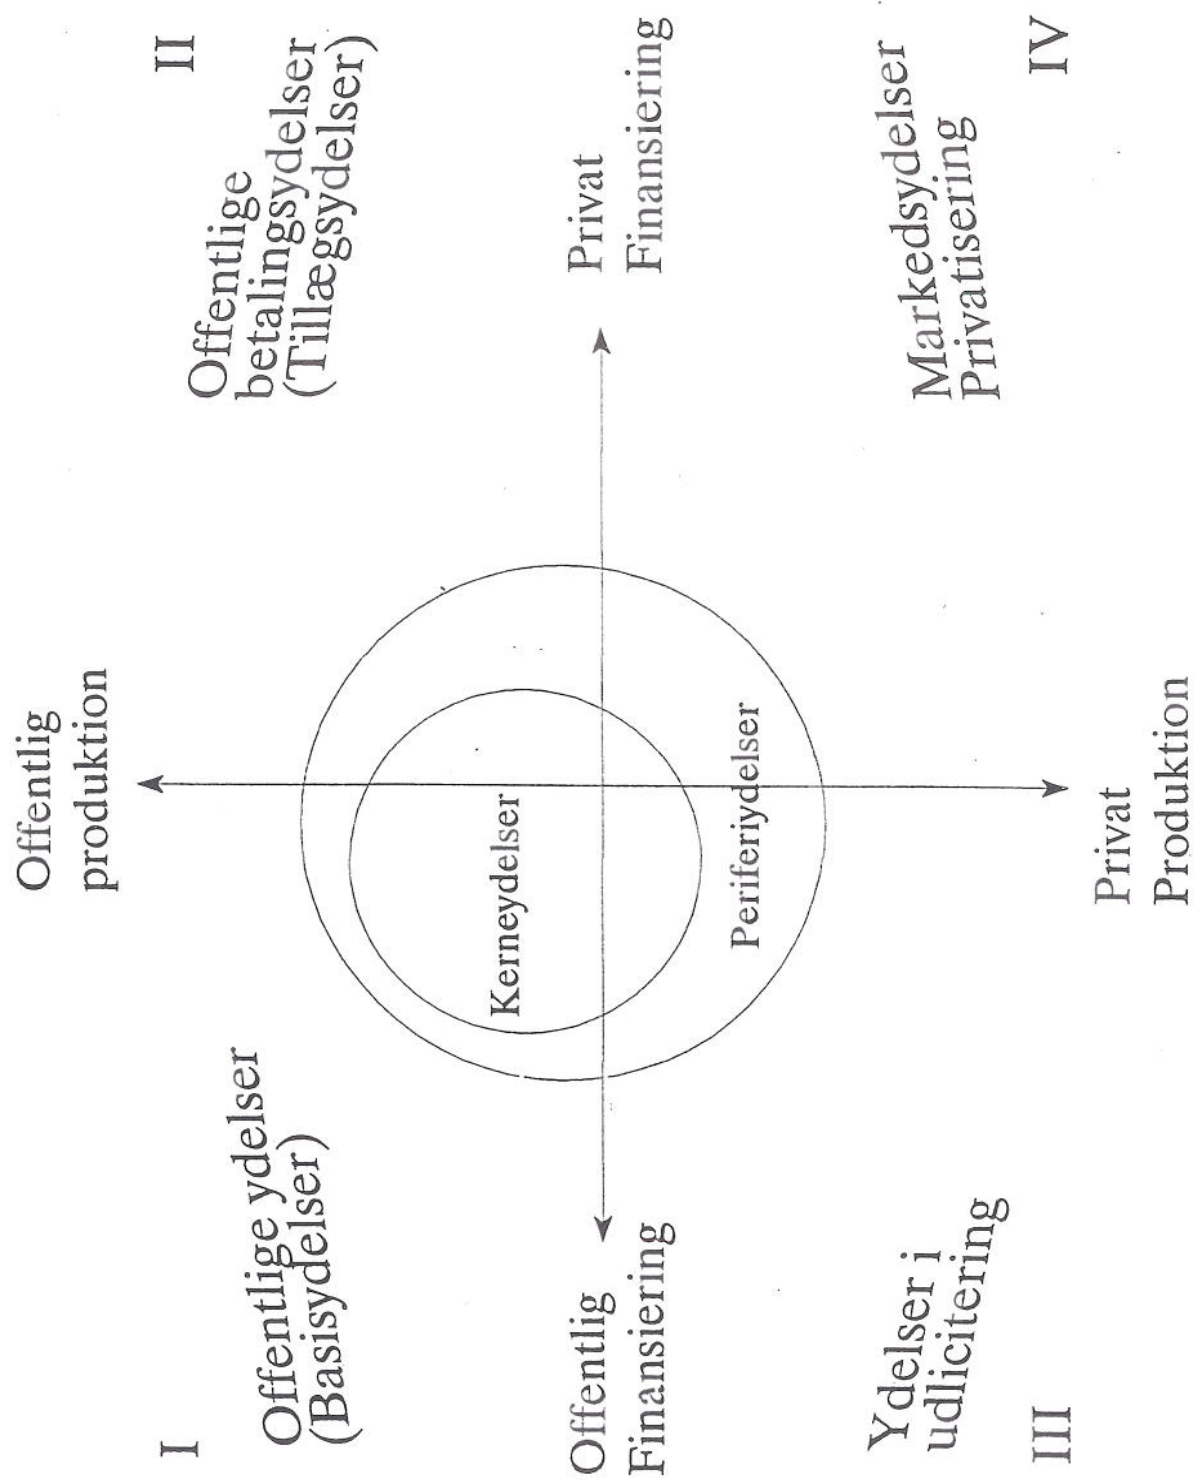 Offentlig
produktion
I
II
Offentlige ydelser
(Basisydelser)
Offentlige
betalingsydelser
(Tillægsydelser)
Kerneydelser
Offentlig
Finansiering
Privat
Finansiering
Periferiydelser
Ydelser i
udlicitering
Markedsydelser
Privatisering
III
IV
Privat
Produktion